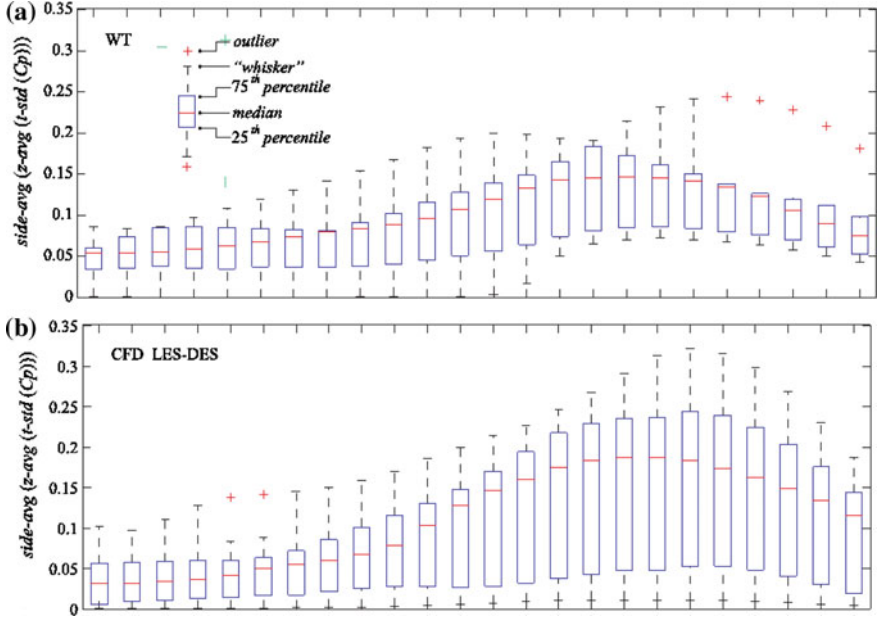 (a)
side-avg (z-avg (t-std (Cp)))
0.35
0.3
0.25
0.2
0.15
0.1
0.05
0
WT
outlier
"whisker"
75th percentile
median
25th percentile
(b)
side-avg (z-avg (t-std (Cp)))
0.35
0.3
0.25
0.2
0.15
0.1
0.05
0
CFD LES-DES